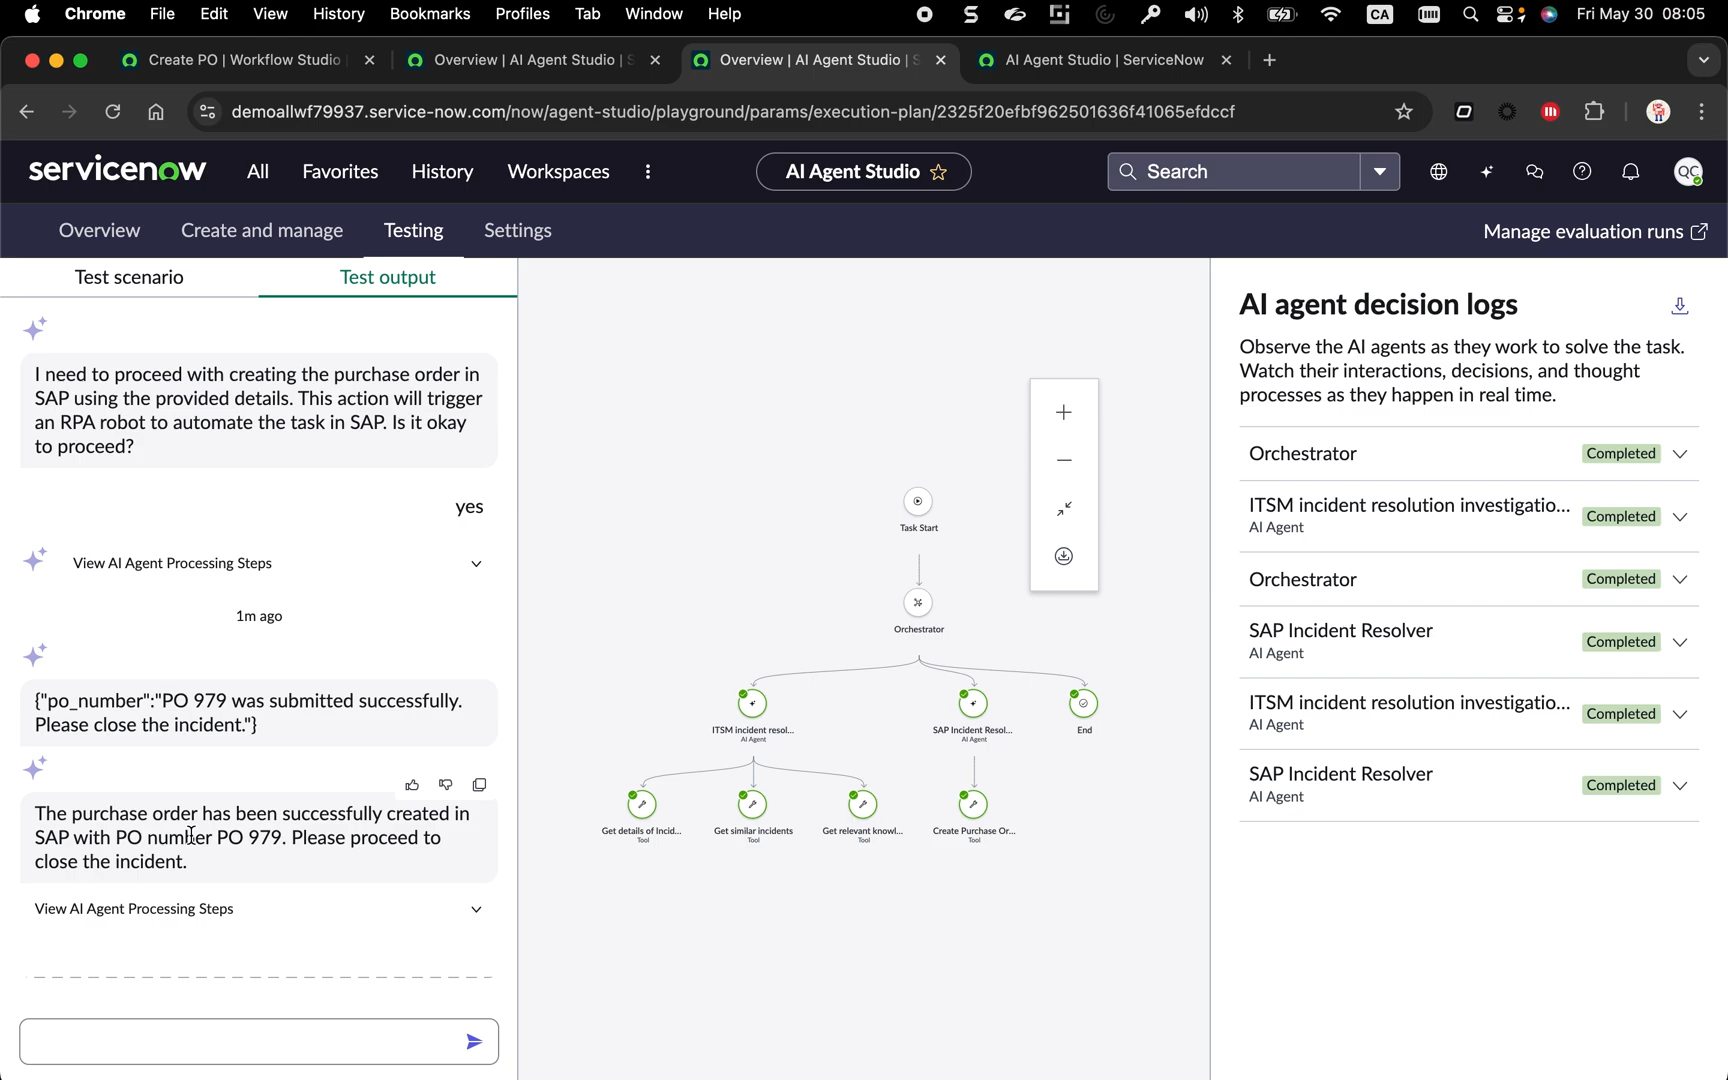 Chrome File Edit View History Bookmarks Profiles Tab Window Help CA Fri May 30 08:05
Create PO | Workflow Studio Overview | AI Agent Studio | S Overview | AI Agent Studio | S AI Agent Studio | ServiceNow
demoallwf79937.service-now.com/now/agent-studio/playground/params/execution-plan/2325f20efbf962501636f41065efdccf
servicenow All Favorites History Workspaces AI Agent Studio Search QC
Overview Create and manage Testing Settings Manage evaluation runs
Test scenario Test output
I need to proceed with creating the purchase order in
SAP using the provided details. This action will trigger
an RPA robot to automate the task in SAP. Is it okay
to proceed?
yes
View AI Agent Processing Steps
1m ago
{"po_number":"PO 979 was submitted successfully.
Please close the incident."}
The purchase order has been successfully created in
SAP with PO number PO 979. Please proceed to
close the incident.
View AI Agent Processing Steps
Task Start
Orchestrator
ITSM incident resol...
AI Agent
SAP Incident Resol...
AI Agent
End
Get details of Incid...
Tool
Get similar incidents
Tool
Get relevant knowl...
Tool
Create Purchase Or...
Tool
AI agent decision logs
Observe the AI agents as they work to solve the task.
Watch their interactions, decisions, and thought
processes as they happen in real time.
Orchestrator Completed
ITSM incident resolution investigatio... Completed
AI Agent
Orchestrator Completed
SAP Incident Resolver Completed
AI Agent
ITSM incident resolution investigatio... Completed
AI Agent
SAP Incident Resolver Completed
AI Agent